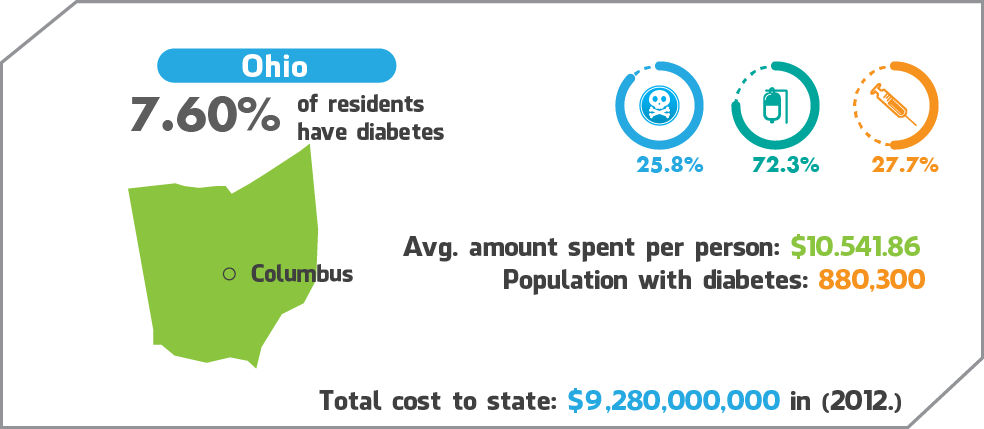 Ohio
7.60% of residents
have diabetes
25.8% 72.3% 27.7%
Avg. amount spent per person: $10.541.86
Columbus
Population with diabetes: 880,300
Total cost to state: $9,280,000,000 in (2012.)